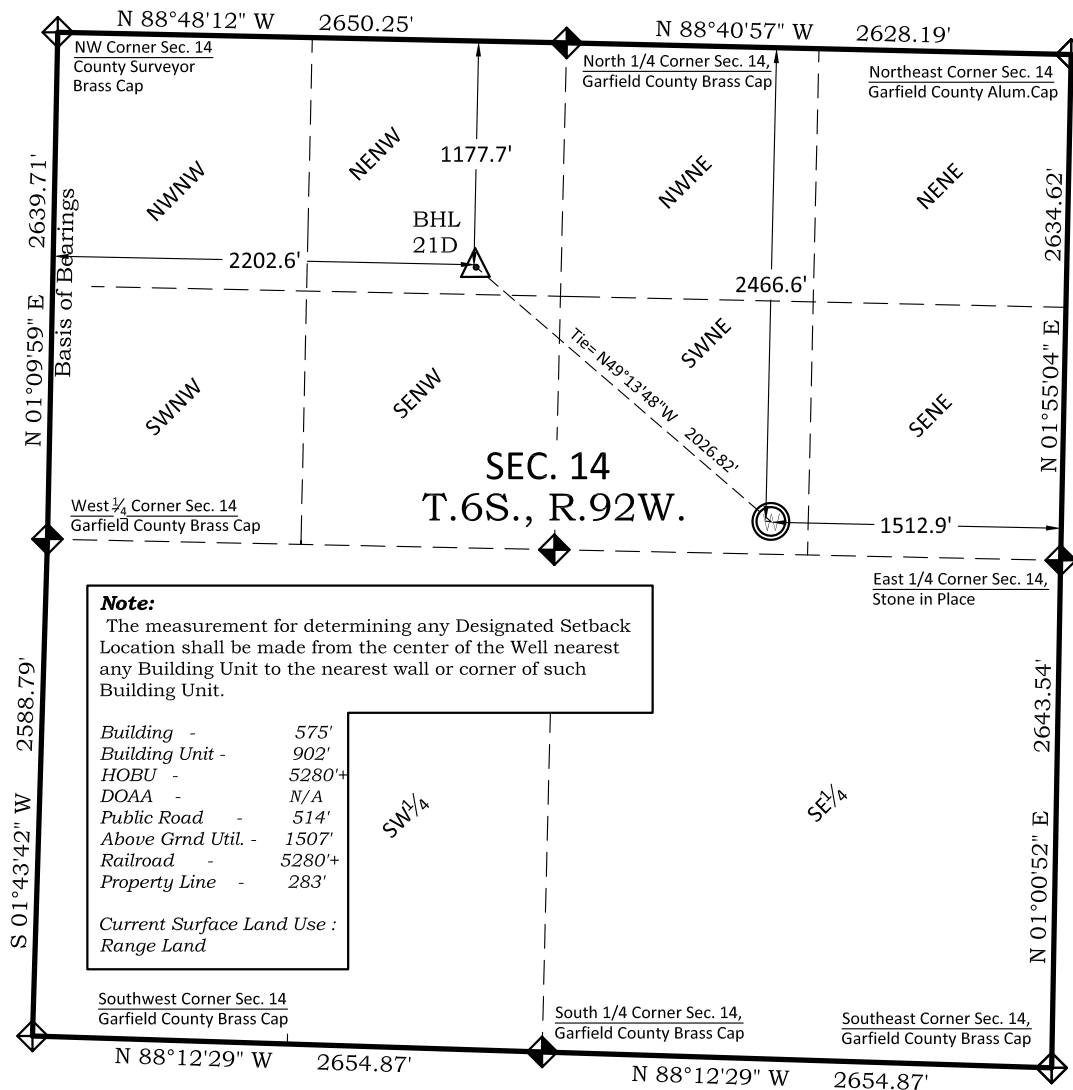 N 88°48'12" W 2650.25'
N 88°40'57" W 2628.19'
NW Corner Sec. 14
County Surveyor
Brass Cap
North 1/4 Corner Sec. 14,
Garfield County Brass Cap
Northeast Corner Sec. 14
Garfield County Alum.Cap
N 01°09'59" E 2639.71'
Basis of Bearings
NWNW
NENW
1177.7'
NWNE
NENE
N 01°55'04" E 2634.62'
BHL
21D
2202.6'
2466.6'
Tie= N49°13'48"W 2026.82'
SWNW
SENW
SWNE
SENE
SEC. 14
T.6S., R.92W.
West 1/4 Corner Sec. 14
Garfield County Brass Cap
1512.9'
East 1/4 Corner Sec. 14,
Stone in Place
Note:
The measurement for determining any Designated Setback
Location shall be made from the center of the Well nearest
any Building Unit to the nearest wall or corner of such
Building Unit.
Building - 575'
Building Unit - 902'
HOBU - 5280'+
DOAA - N/A
Public Road - 514'
Above Grnd Util. - 1507'
Railroad - 5280'+
Property Line - 283'
Current Surface Land Use :
Range Land
S 01°43'42" W 2588.79'
SW1/4
SE1/4
N 01°00'52" E 2643.54'
Southwest Corner Sec. 14
Garfield County Brass Cap
South 1/4 Corner Sec. 14,
Garfield County Brass Cap
Southeast Corner Sec. 14,
Garfield County Brass Cap
N 88°12'29" W 2654.87'
N 88°12'29" W 2654.87'